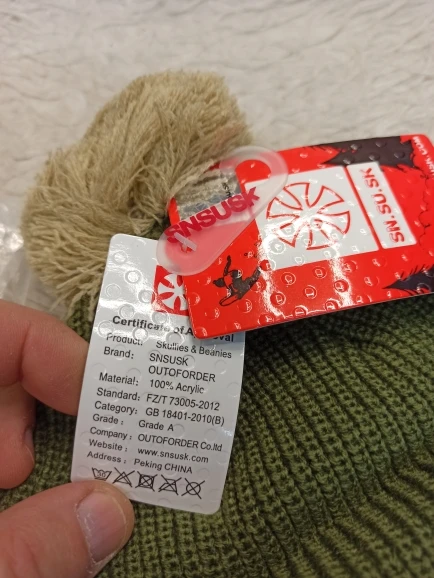 SNSUSK
SN.SU.SK
Certificate of Approval
Product: Skullies & Beanies
Brand: SNSUSK
OUTOFORDER
Material: 100% Acrylic
Standard: FZ/T 73005-2012
Category: GB 18401-2010(B)
Grade: Grade A
Company: OUTOFORDER Co.ltd
Website: www.snsusk.com
Address: Peking CHINA